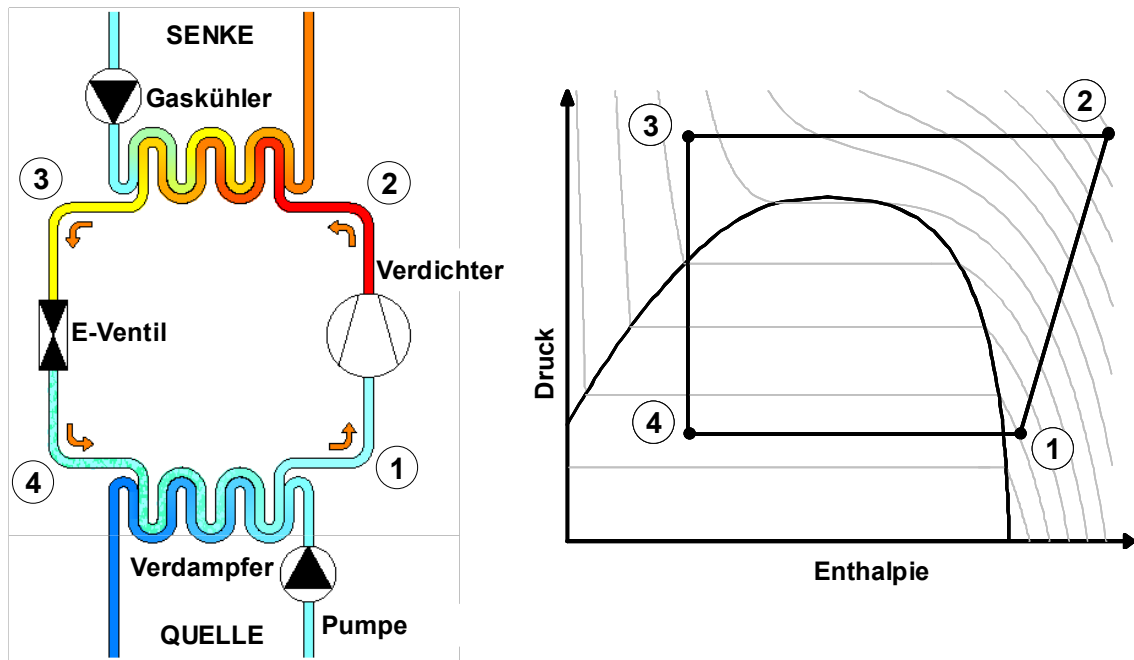 SENKE
Gaskühler
3
2
Verdichter
E-Ventil
4
1
Verdampfer
Pumpe
QUELLE
2
3
Druck
4
1
Enthalpie